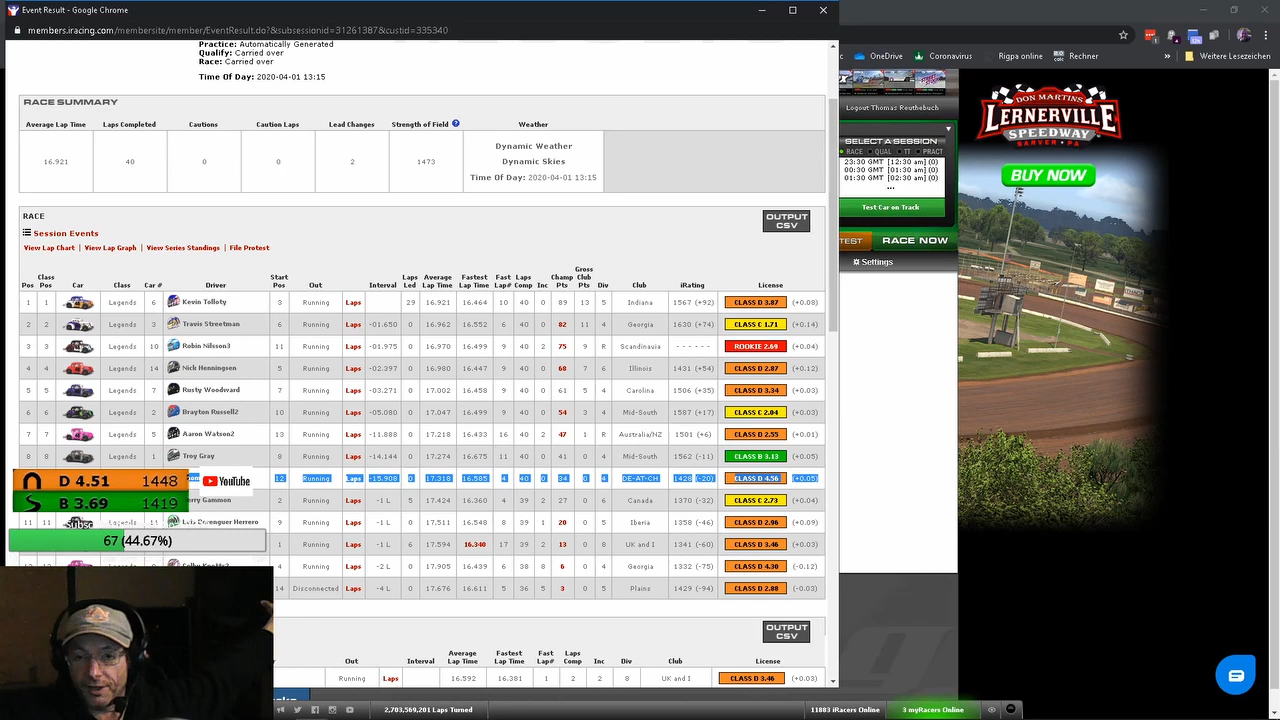 Event Result - Google Chrome
members.iracing.com/membersite/member/EventResult.do?&subsessionid=31261387&custid=335340
Practice: Automatically Generated
Qualify: Carried over
Race: Carried over
Time Of Day: 2020-04-01 13:15
RACE SUMMARY
Average Lap Time Laps Completed Cautions Caution Laps Lead Changes Strength of Field Weather
16.921 40 0 0 2 1473 Dynamic Weather
Dynamic Skies
Time Of Day: 2020-04-01 13:15
RACE
OUTPUT CSV
Session Events
View Lap Chart | View Lap Graph | View Series Standings | File Protest
Pos Class Pos Car Class Car # Driver Start Pos Out Interval Laps Led Average Lap Time Fastest Lap Time Fast Lap# Laps Comp Inc Champ Pts Gross Club Pts Div Club iRating License
1 1 Legends 6 Kevin Tolloty 3 Running Laps 29 16.921 16.464 10 40 0 89 13 5 Indiana 1567 (+92) CLASS D 3.87 (+0.08)
2 2 Legends 3 Travis Streetman 6 Running Laps -01.650 0 16.962 16.552 6 40 0 82 11 4 Georgia 1630 (+74) CLASS C 1.71 (+0.14)
3 3 Legends 10 Robin Nilsson3 11 Running Laps -01.975 0 16.970 16.499 9 40 2 75 9 R Scandinavia - - - - - - ROOKIE 2.69 (+0.04)
4 4 Legends 14 Nick Henningsen 5 Running Laps -02.397 0 16.980 16.447 9 40 0 68 7 6 Illinois 1431 (+54) CLASS D 2.87 (+0.12)
5 5 Legends 7 Rusty Woodward 7 Running Laps -03.271 0 17.002 16.458 9 40 0 61 5 4 Carolina 1506 (+35) CLASS D 3.34 (+0.03)
6 6 Legends 2 Brayton Russell2 10 Running Laps -05.080 0 17.047 16.499 9 40 0 54 3 4 Mid-South 1587 (+17) CLASS C 2.04 (+0.03)
7 7 Legends 5 Aaron Watson2 13 Running Laps -11.888 0 17.218 16.433 16 40 2 47 1 R Australia/NZ 1501 (+6) CLASS D 2.55 (+0.01)
8 8 Legends 1 Troy Gray 8 Running Laps -14.144 0 17.274 16.675 11 40 0 41 0 4 Mid-South 1562 (-11) CLASS B 3.13 (+0.05)
12 Running Laps -15.908 0 17.318 16.585 4 40 0 34 0 4 DE-AT-CH 1428 (-20) CLASS D 4.56 (+0.05)
Gammon 2 Running Laps -1 L 5 17.424 16.360 4 39 2 27 0 6 Canada 1370 (-32) CLASS C 2.73 (+0.04)
11 11 Legends Herrero 9 Running Laps -1 L 0 17.511 16.548 8 39 1 20 0 5 Iberia 1358 (-46) CLASS D 2.96 (+0.09)
1 Running Laps -1 L 6 17.594 16.340 17 39 2 13 0 5 UK and I 1341 (-60) CLASS D 3.46 (+0.03)
4 Running Laps -2 L 0 17.905 16.439 6 38 8 6 0 4 Georgia 1332 (-75) CLASS D 4.30 (-0.12)
14 Disconnected Laps -4 L 0 17.676 16.611 5 36 5 3 0 5 Plains 1429 (-94) CLASS D 2.88 (-0.03)
D 4.51 1448
YouTube
B 3.69 1419
67 (44.67%)
OUTPUT CSV
Out Interval Average Lap Time Fastest Lap Time Fast Lap# Laps Comp Inc Div Club License
Running Laps 16.592 16.381 1 2 2 8 UK and I CLASS D 3.46 (+0.03)
2,703,569,201 Laps Turned
11883 iRacers Online
3 myRacers Online
OneDrive Coronavirus Rigpa online Rechner » Weitere Lesezeichen
Logout Thomas Reuthebuch
SELECT A SESSION
RACE QUAL TT PRACT
23:30 GMT [12:30 am] (0)
00:30 GMT [01:30 am] (0)
01:30 GMT [02:30 am] (0)
...
Test Car on Track
TEST RACE NOW
Settings
DON MARTINS
LERNERVILLE
SPEEDWAY
SARVER • PA
BUY NOW